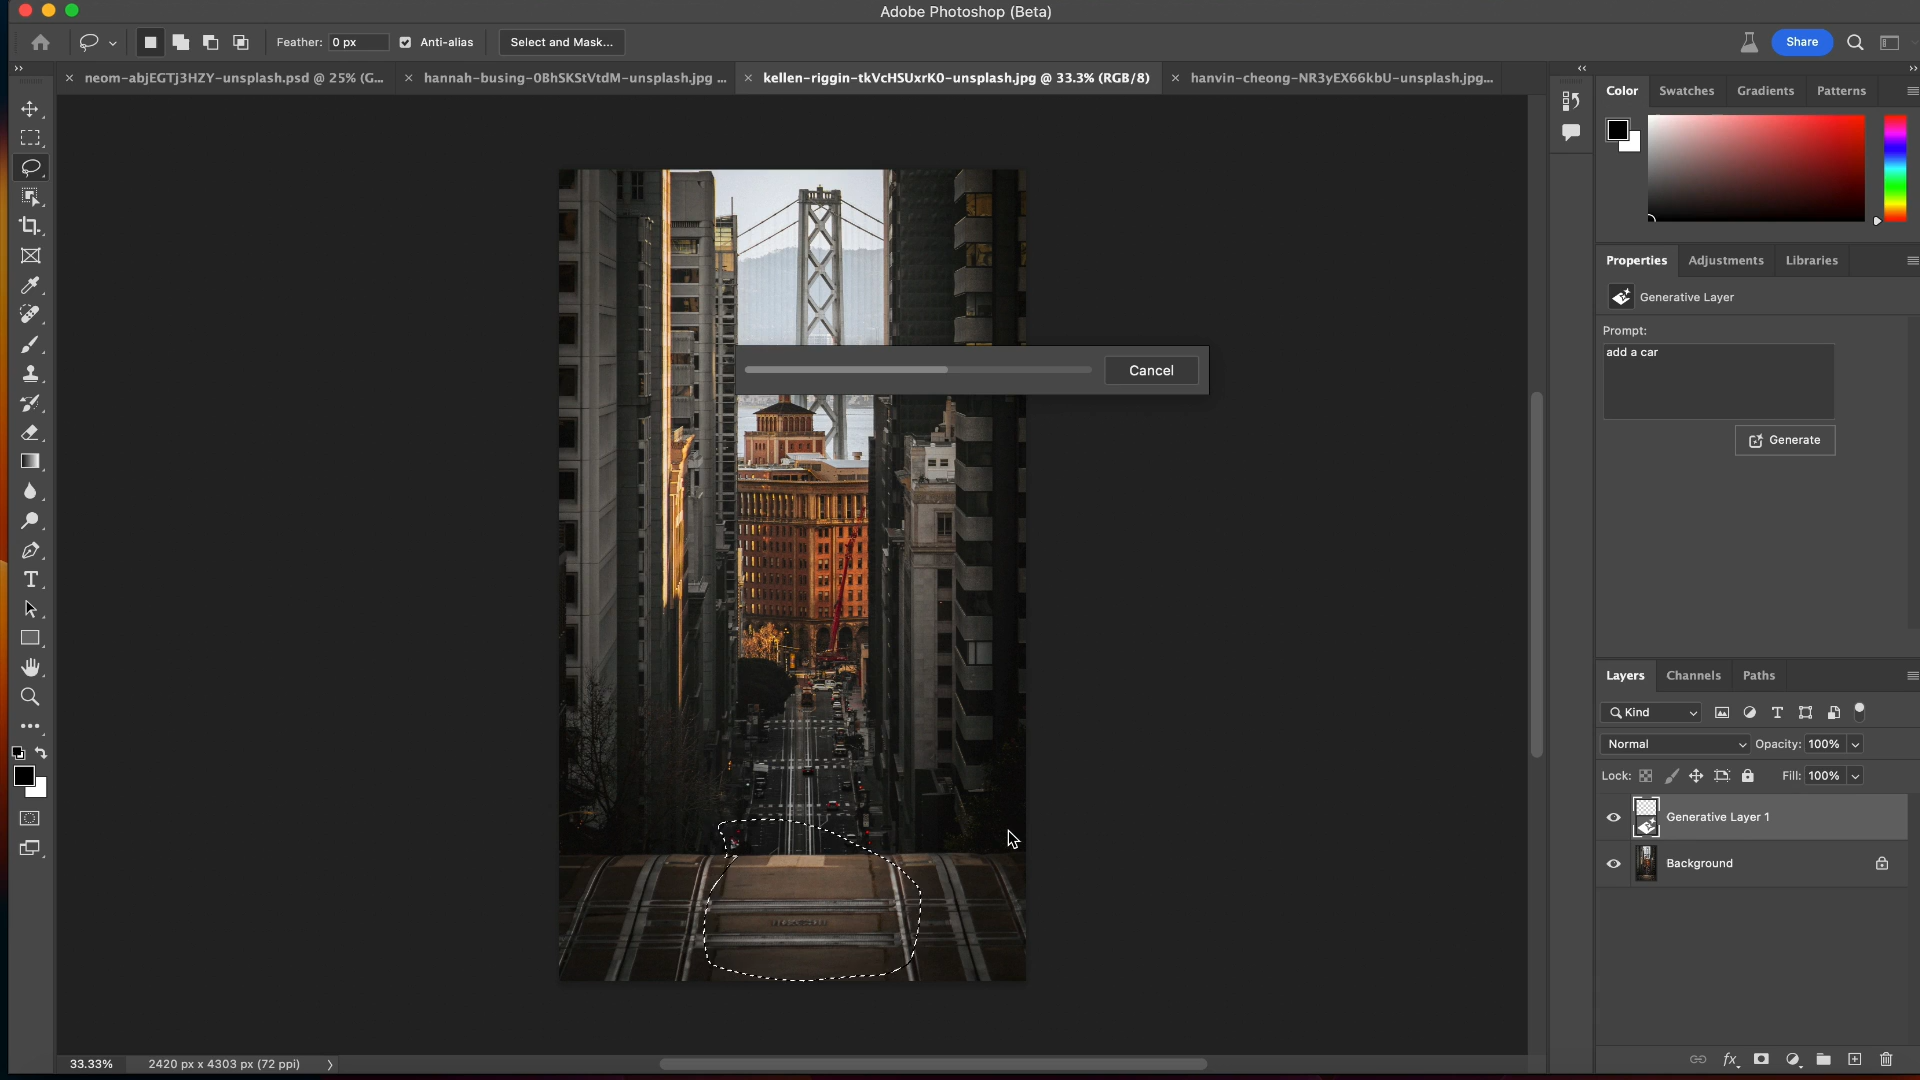 Adobe Photoshop (Beta)
Feather: 0 px
Anti-alias
Select and Mask...
Share
neom-abjEGTj3HZY-unsplash.psd @ 25% (G...
hannah-busing-0BhSKStVtdM-unsplash.jpg ...
kellen-riggin-tkVcHSUxrK0-unsplash.jpg @ 33.3% (RGB/8)
hanvin-cheong-NR3yEX66kbU-unsplash.jpg...
Color
Swatches
Gradients
Patterns
Properties
Adjustments
Libraries
Generative Layer
Prompt:
add a car
Cancel
Generate
Layers
Channels
Paths
Kind
Normal
Opacity: 100%
Lock:
Fill: 100%
Generative Layer 1
Background
33.33%
2420 px x 4303 px (72 ppi)
fx